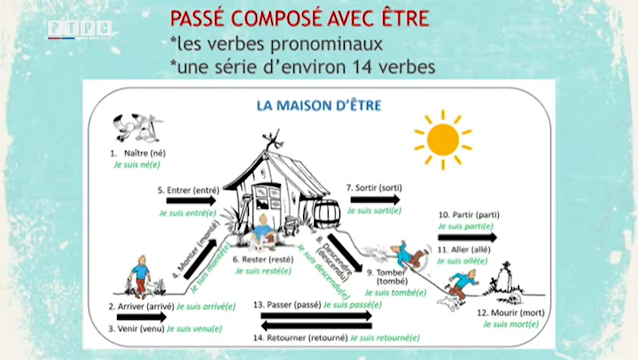 PTPC
PASSÉ COMPOSÉ AVEC ÊTRE
*les verbes pronominaux
*une série d’environ 14 verbes
LA MAISON D’ÊTRE
1. Naître (né)
Je suis né(e)
5. Entrer (entré)
Je suis entré(e)
7. Sortir (sorti)
Je suis sorti(e)
10. Partir (parti)
Je suis parti(e)
11. Aller (allé)
Je suis allé(e)
4. Monter (monté)
Je suis monté(e)
6. Rester (resté)
Je suis resté(e)
8. Descendre
(descendu)
Je suis descendu(e)
9. Tomber
(tombé)
Je suis tombé(e)
2. Arriver (arrivé) Je suis arrivé(e)
3. Venir (venu) Je suis venu(e)
13. Passer (passé) Je suis passé(e)
14. Retourner (retourné) Je suis retourné(e)
12. Mourir (mort)
Je suis mort(e)